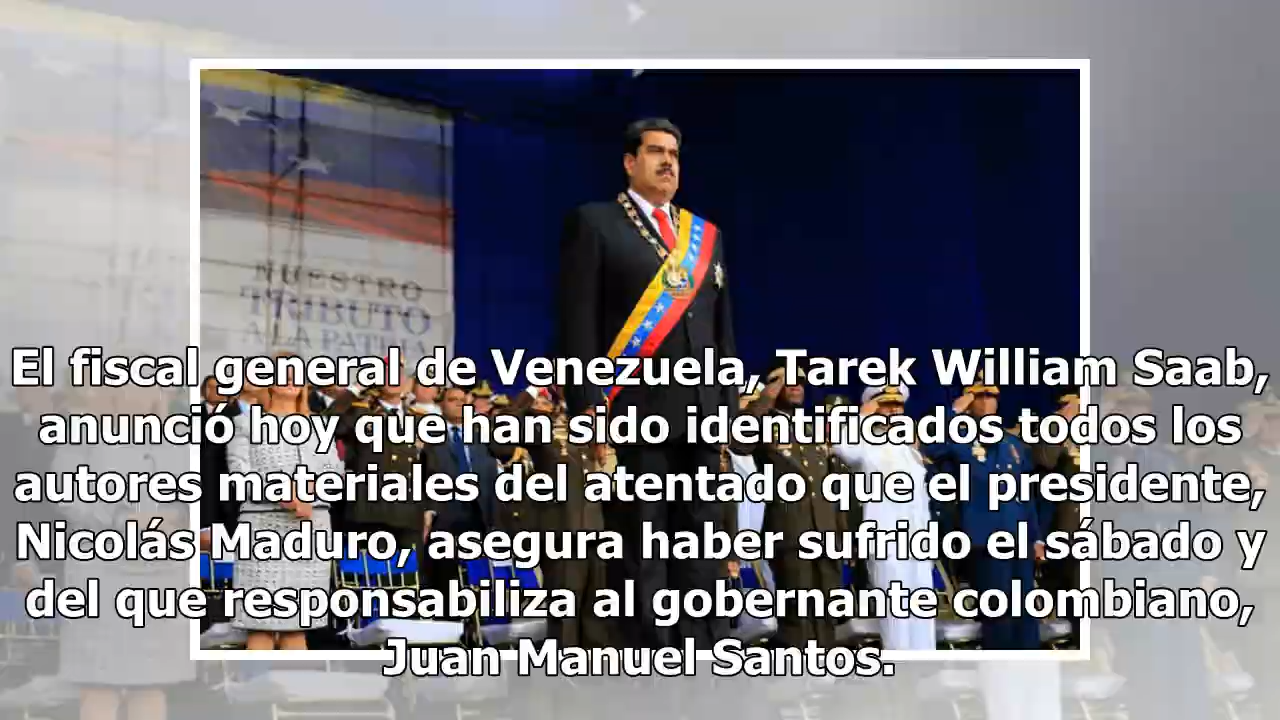 NUESTRO
TRIBUTO
A LA PATRIA
El fiscal general de Venezuela, Tarek William Saab,
anunció hoy que han sido identificados todos los
autores materiales del atentado que el presidente,
Nicolás Maduro, asegura haber sufrido el sábado y
del que responsabiliza al gobernante colombiano,
Juan Manuel Santos.